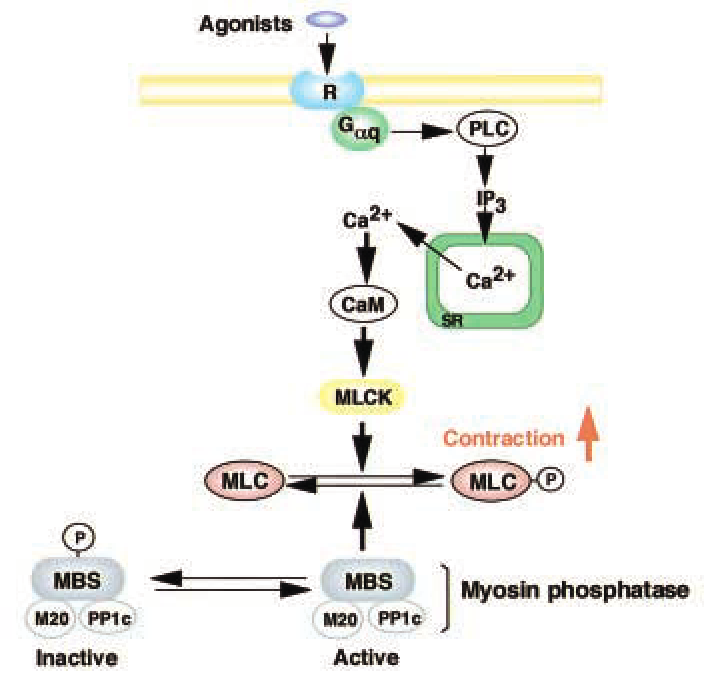 Agonists
R
Gαq
PLC
IP3
Ca2+
Ca2+
SR
CaM
MLCK
Contraction
MLC
MLC
P
P
MBS
MBS
Myosin phosphatase
M20
PP1c
M20
PP1c
Inactive
Active